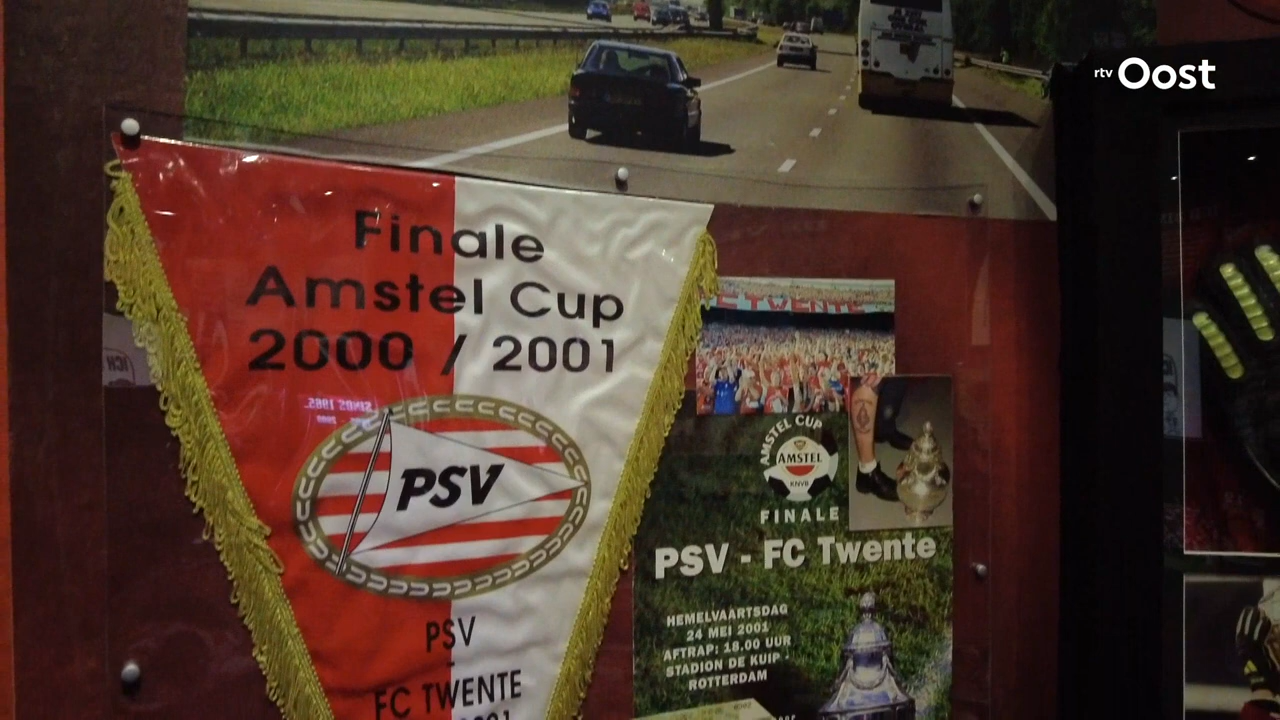 rtv Oost
Finale
Amstel Cup
2000 / 2001
PSV
PSV
-
FC TWENTE
AMSTEL CUP
AMSTEL
KNVB
FINALE
PSV - FC Twente
HEMELVAARTSDAG
24 MEI 2001
AFTRAP: 18.00 UUR
STADION DE KUIP -
ROTTERDAM